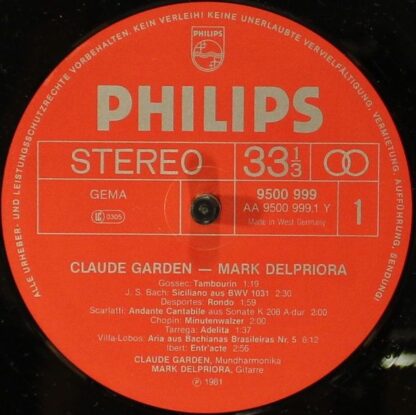 ALLE URHEBER- UND LEISTUNGSSCHUTZRECHTE VORBEHALTEN. KEIN VERLEIH! KEINE UNERLAUBTE VERVIELFÄLTIGUNG, VERMIETUNG, AUFFÜHRUNG, SENDUNG!
PHILIPS
PHILIPS
STEREO 33 1/3
GEMA 9500 999 1
LC 0305 AA 9500 999.1 Y
Made in West Germany
CLAUDE GARDEN — MARK DELPRIORA
Gossec: Tambourin 1:19
J. S. Bach: Siciliano aus BWV 1031 2:30
Desportes: Rondo 1:59
Scarlatti: Andante Cantabile aus Sonate K 208 A-dur 2:00
Chopin: Minutenwalzer 2:00
Tarrega: Adelita 1:37
Villa-Lobos: Aria aus Bachianas Brasileiras Nr. 5 6:12
Ibert: Entr'acte 2:56
CLAUDE GARDEN, Mundharmonika
MARK DELPRIORA, Gitarre
℗ 1981